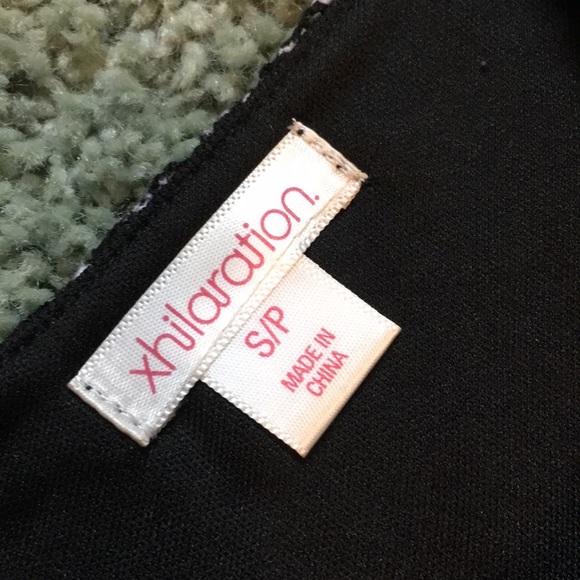 xhilaration.
S/P
MADE IN
CHINA